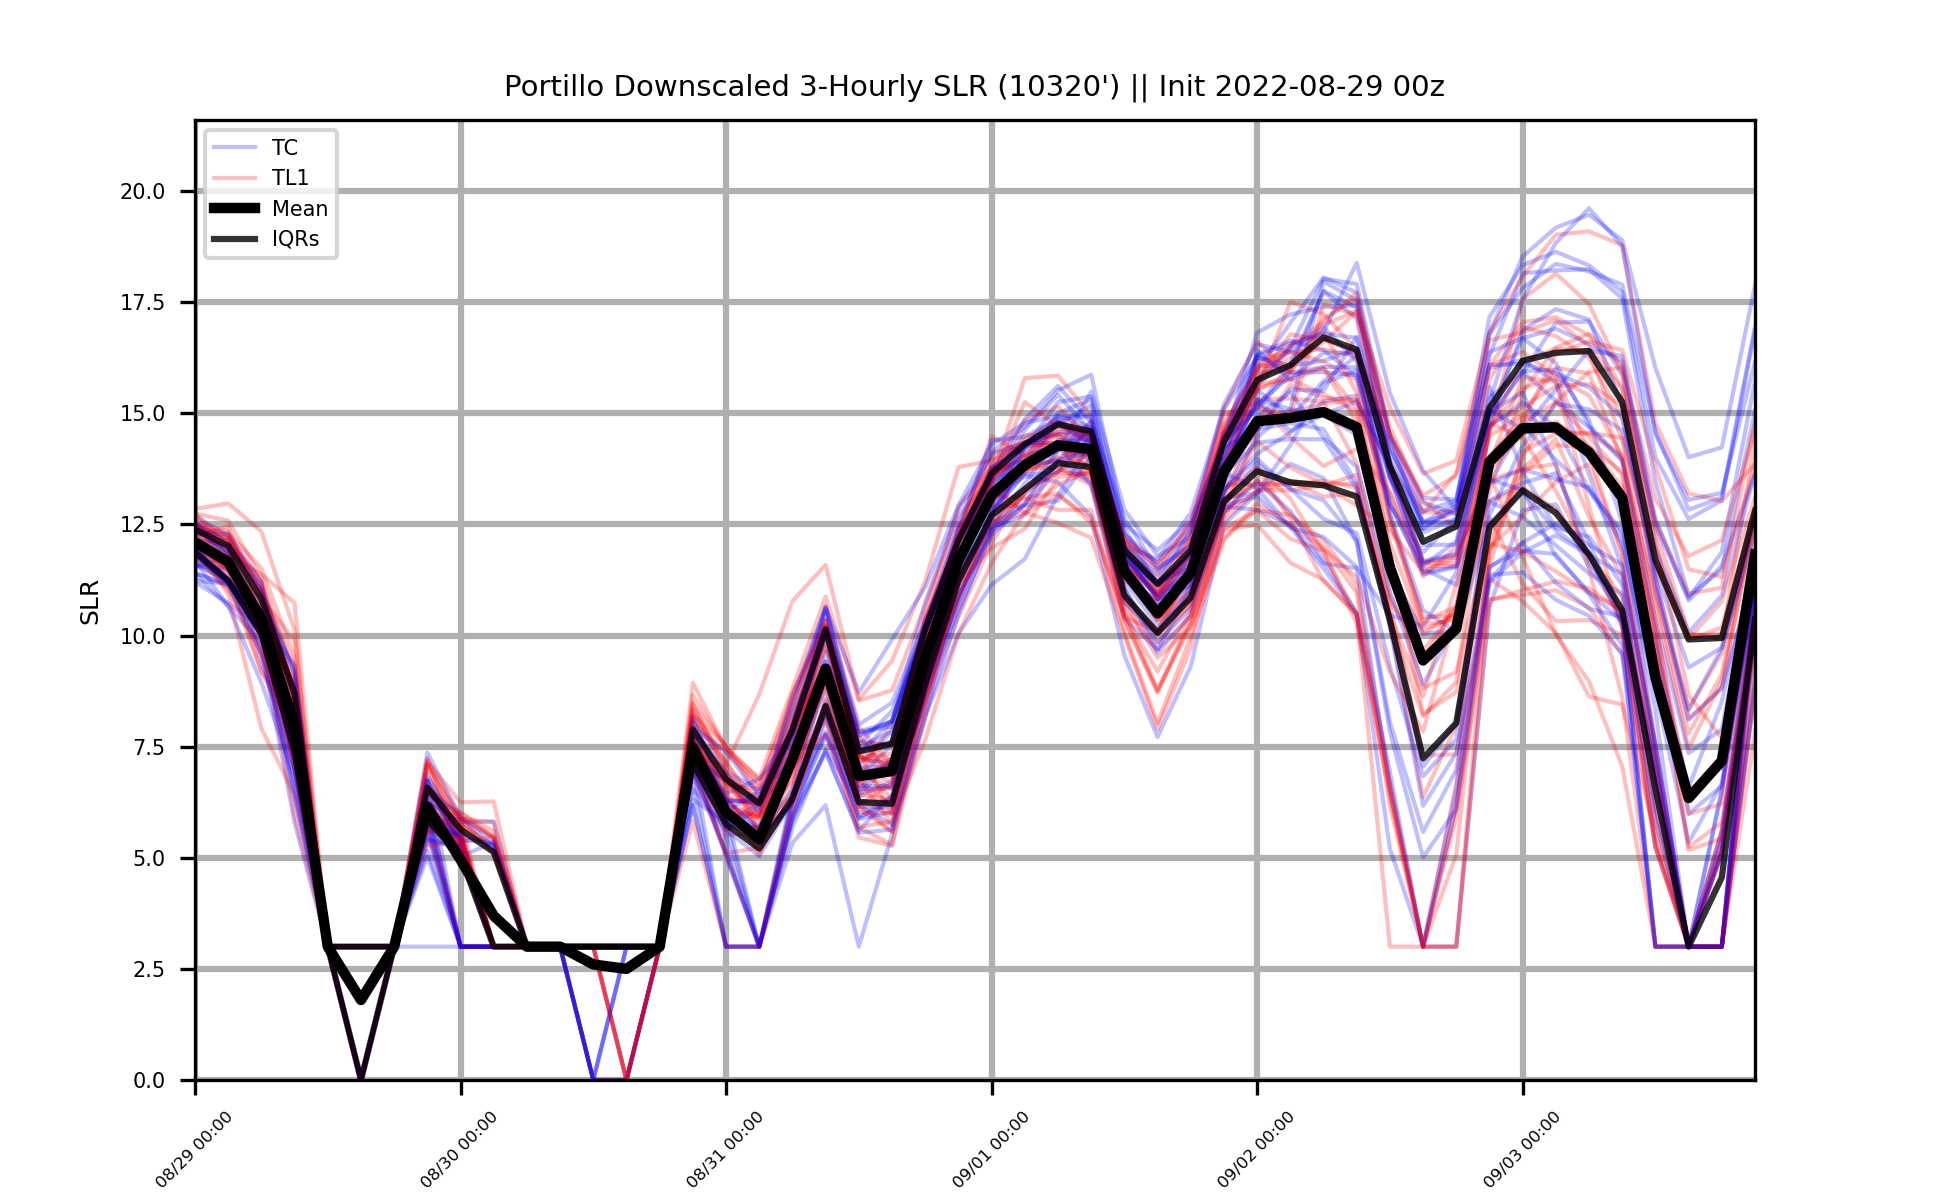 Portillo Downscaled 3-Hourly SLR (10320') || Init 2022-08-29 00z
TC
TL1
Mean
IQRs
SLR
20.0
17.5
15.0
12.5
10.0
7.5
5.0
2.5
0.0
08/29 00:00
08/30 00:00
08/31 00:00
09/01 00:00
09/02 00:00
09/03 00:00